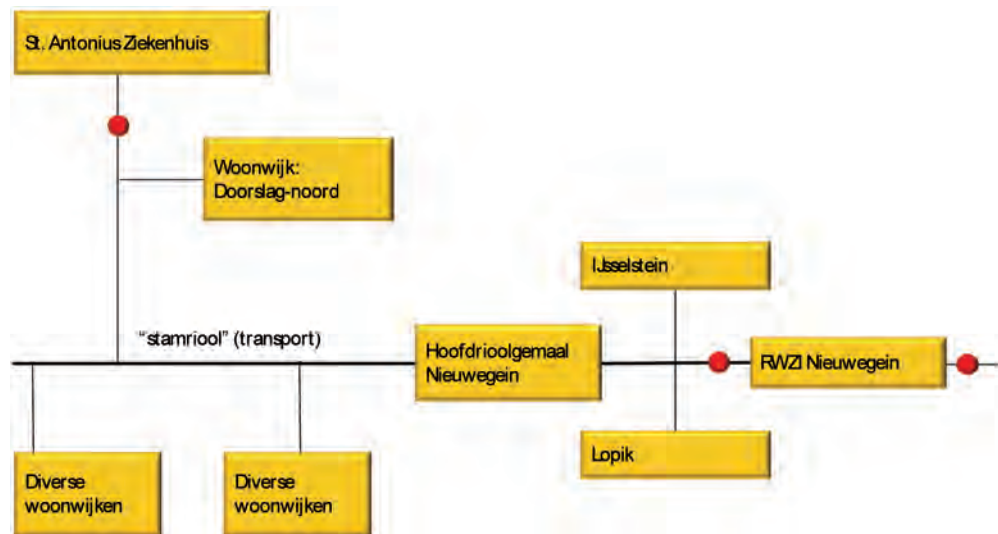 St. Antonius Ziekenhuis
Woonwijk:
Doorslag-noord
IJsselstein
"stamriool" (transport)
Hoofdrioolgemaal
Nieuwegein
RWZI Nieuwegein
Lopik
Diverse
woonwijken
Diverse
woonwijken